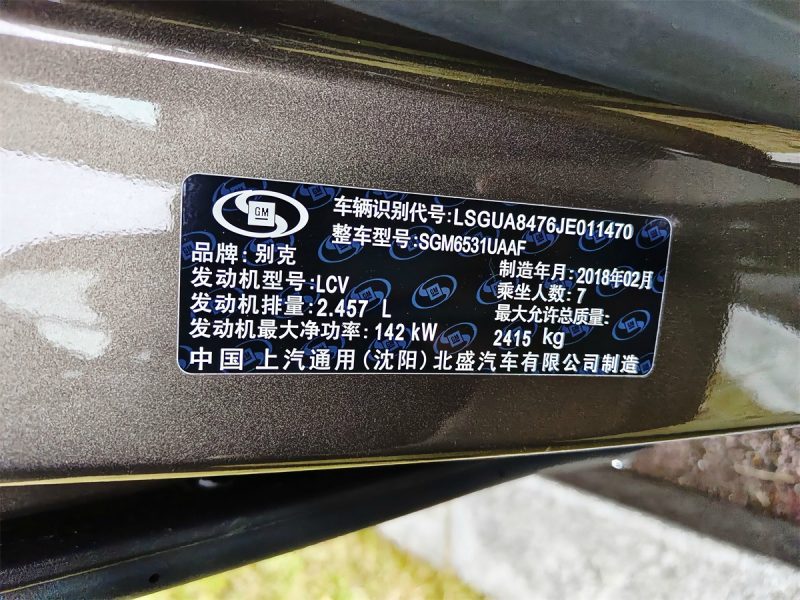 GM
车辆识别代号:LSGUA8476JE011470
整车型号:SGM6531UAAF
品牌:别克
制造年月:2018年02月
发动机型号:LCV
乘坐人数:7
发动机排量:2.457 L
最大允许总质量:
发动机最大净功率:142 kW
2415 kg
中国 上汽通用(沈阳)北盛汽车有限公司制造